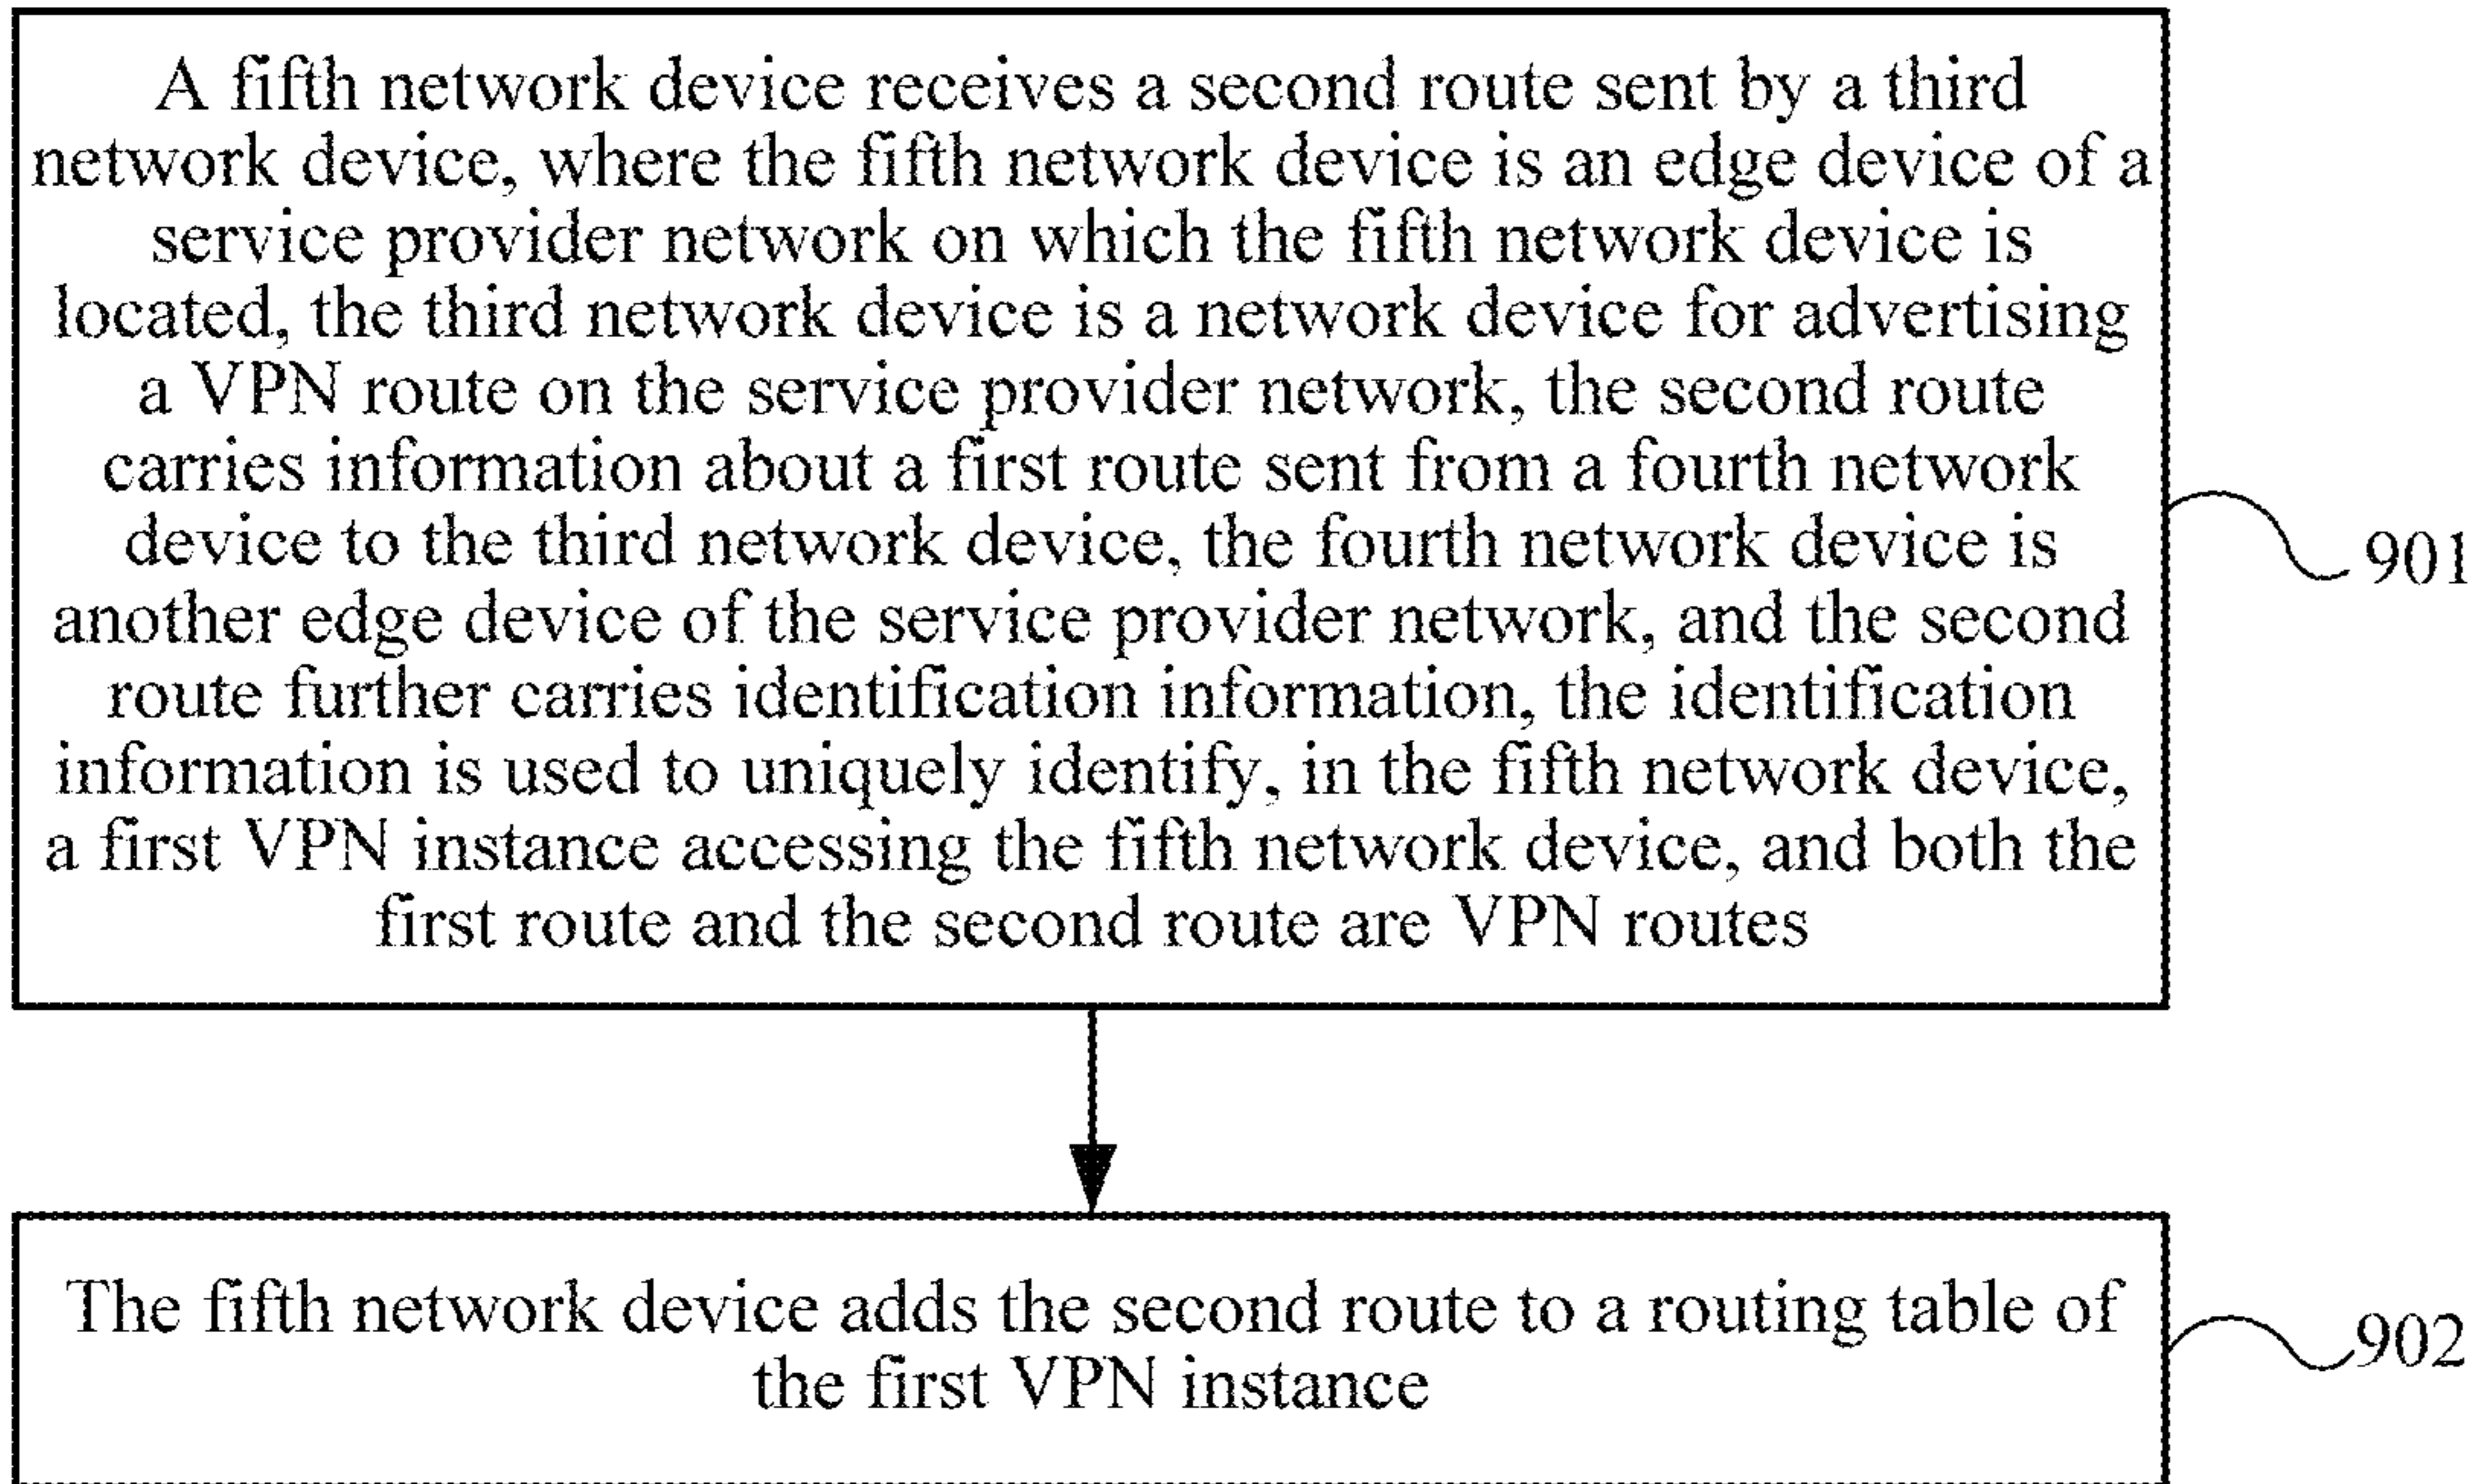 A fifth network device receives a second route sent by a third
network device, where the fifth network device is an edge device of a
service provider network on which the fifth network device is
located, the third network device is a network device for advertising
a VPN route on the service provider network, the second route
carries information about a first route sent from a fourth network
device to the third network device, the fourth network device is
another edge device of the service provider network, and the second
route further carries identification information, the identification
information is used to uniquely identify, in the fifth network device,
a first VPN instance accessing the fifth network device, and both the
first route and the second route are VPN routes
901
The fifth network device adds the second route to a routing table of
the first VPN instance
902